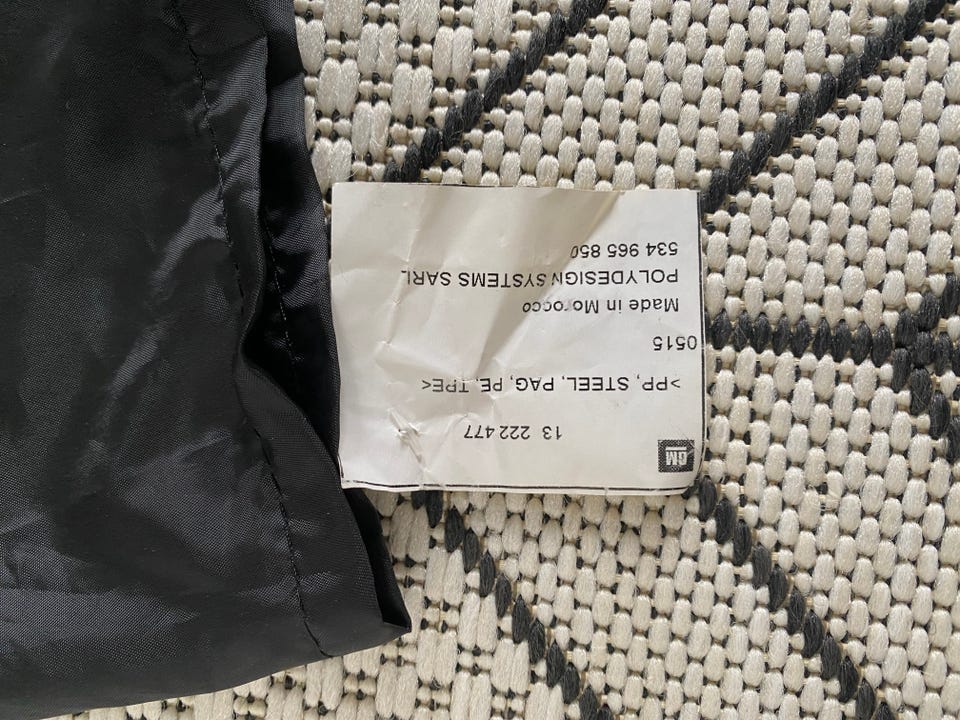 GM
13 222 477
>PP, STEEL, PAG, PE, TPE<
0515
Made in Morocco
POLYDESIGN SYSTEMS SARL
534 965 850